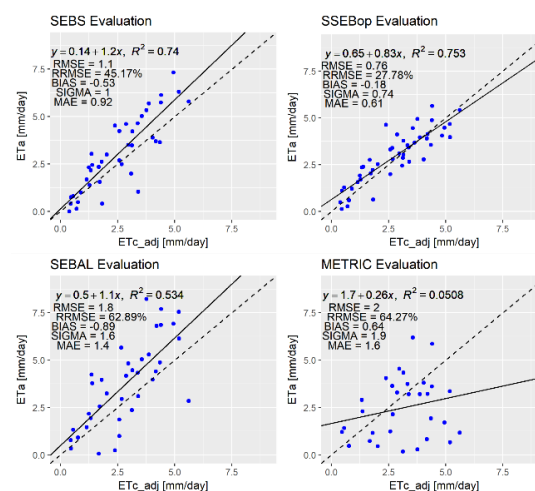 SEBS Evaluation
y=0.14+1.2x, R² = 0.74
RMSE = 1.1
RRMSE = 45.17%
BIAS = -0.53
SIGMA = 1
MAE = 0.92
7.5
5.0
2.5
0.0
ETa [mm/day]
0.0 2.5 5.0 7.5
ETc_adj [mm/day]
SSEBop Evaluation
y=0.65+0.83x, R² = 0.753
RMSE = 0.76
RRMSE = 27.78%
BIAS = -0.18
SIGMA = 0.74
MAE = 0.61
7.5
5.0
2.5
0.0
ETa [mm/day]
0.0 2.5 5.0 7.5
ETc_adj [mm/day]
SEBAL Evaluation
y=0.5+1.1x, R² = 0.534
RMSE = 1.8
RRMSE = 62.89%
BIAS = -0.89
SIGMA = 1.6
MAE = 1.4
7.5
5.0
2.5
0.0
ETa [mm/day]
0.0 2.5 5.0 7.5
ETc_adj [mm/day]
METRIC Evaluation
y=1.7+0.26x, R² = 0.0508
RMSE = 2
RRMSE = 64.27%
BIAS = 0.64
SIGMA = 1.9
MAE = 1.6
7.5
5.0
2.5
0.0
ETa [mm/day]
0.0 2.5 5.0 7.5
ETc_adj [mm/day]